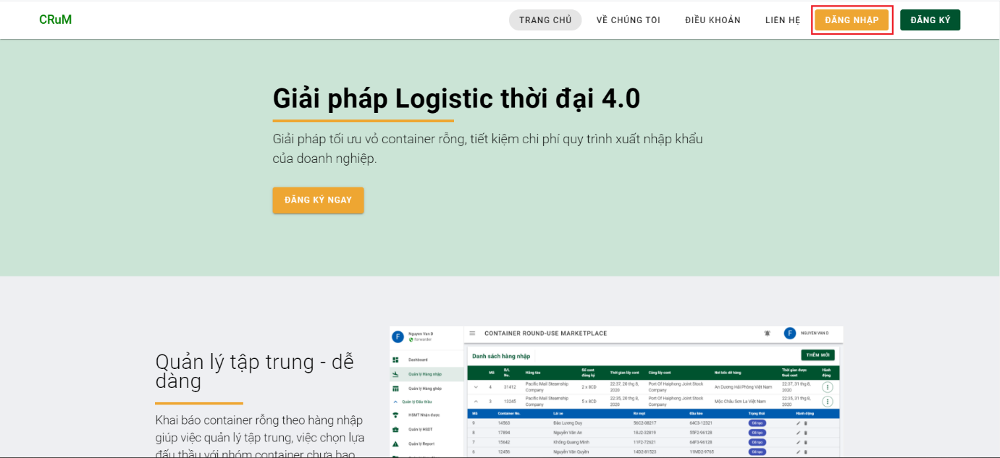 CRuM TRANG CHỦ VỀ CHÚNG TÔI ĐIỀU KHOẢN LIÊN HỆ ĐĂNG NHẬP ĐĂNG KÝ
Giải pháp Logistic thời đại 4.0
Giải pháp tối ưu vỏ container rỗng, tiết kiệm chi phí quy trình xuất nhập khẩu
của doanh nghiệp.
ĐĂNG KÝ NGAY
Quản lý tập trung - dễ
dàng
Khai báo container rỗng theo hàng nhập
giúp việc quản lý tập trung, việc chọn lựa
đấu thầu với nhóm container chưa bao
F Nguyen Van D
Forwarder
Dashboard
Quản lý Hàng nhập
Quản lý Hàng ghép
Quản lý Đấu thầu
HSMT Nhận được
Quản lý HSDT
Quản lý Report
CONTAINER ROUND-USE MARKETPLACE F NGUYEN VAN D
Danh sách hàng nhập THÊM MỚI
Mã B/L No. Hãng tàu Số cont đăng ký Thời gian lấy cont Cảng lấy cont Nơi bốc dỡ hàng Thời gian được thuê cont Hành động
4 31412 Pacific Mail Steamship Company 2 x 8CD 22:37, 20 thg 8, 2020 Port Of Haiphong Joint Stock Company An Dương Hải Phòng Việt Nam 22:37, 31 thg 8, 2020
3 13245 Pacific Mail Steamship Company 5 x 8CD 22:35, 20 thg 8, 2020 Port Of Haiphong Joint Stock Company Mộc Châu Sơn La Việt Nam 22:35, 31 thg 8, 2020
Mã Container No. Lái xe Rơ mọt Đầu kéo Trạng thái Hành động
9 14563 Đào Lương Duy 56C2-08217 64C3-12321 Đã tạo
8 17894 Nguyễn Văn An 18J2-32819 55F2-96128 Đã tạo
7 15642 Khổng Quang Minh 11F2-72621 64F3-96128 Đã tạo
6 12456 Nguyễn Văn Quyền 14D2-81523 11MD2-9765 Đã tạo